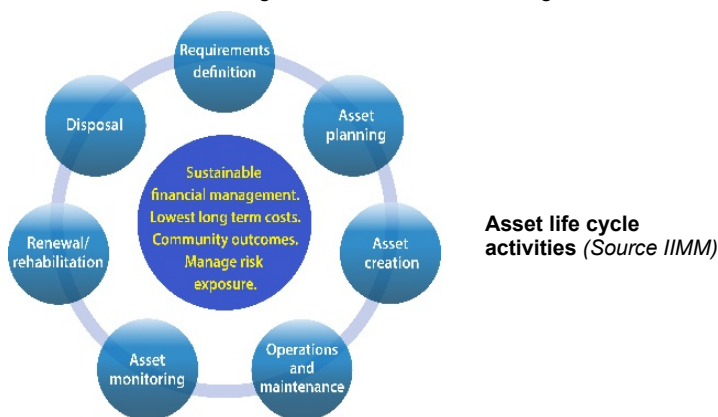 Requirements
definition
Asset
planning
Asset
creation
Operations
and
maintenance
Asset
monitoring
Renewal/
rehabilitation
Disposal
Sustainable
financial management.
Lowest long term costs.
Community outcomes.
Manage risk
exposure.
Asset life cycle
activities (Source IIMM)